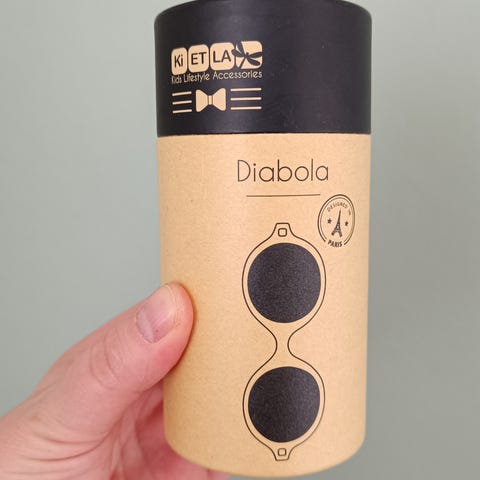 Ki ET LA
Kids Lifestyle Accessories
Diabola
DESIGNED IN
PARIS